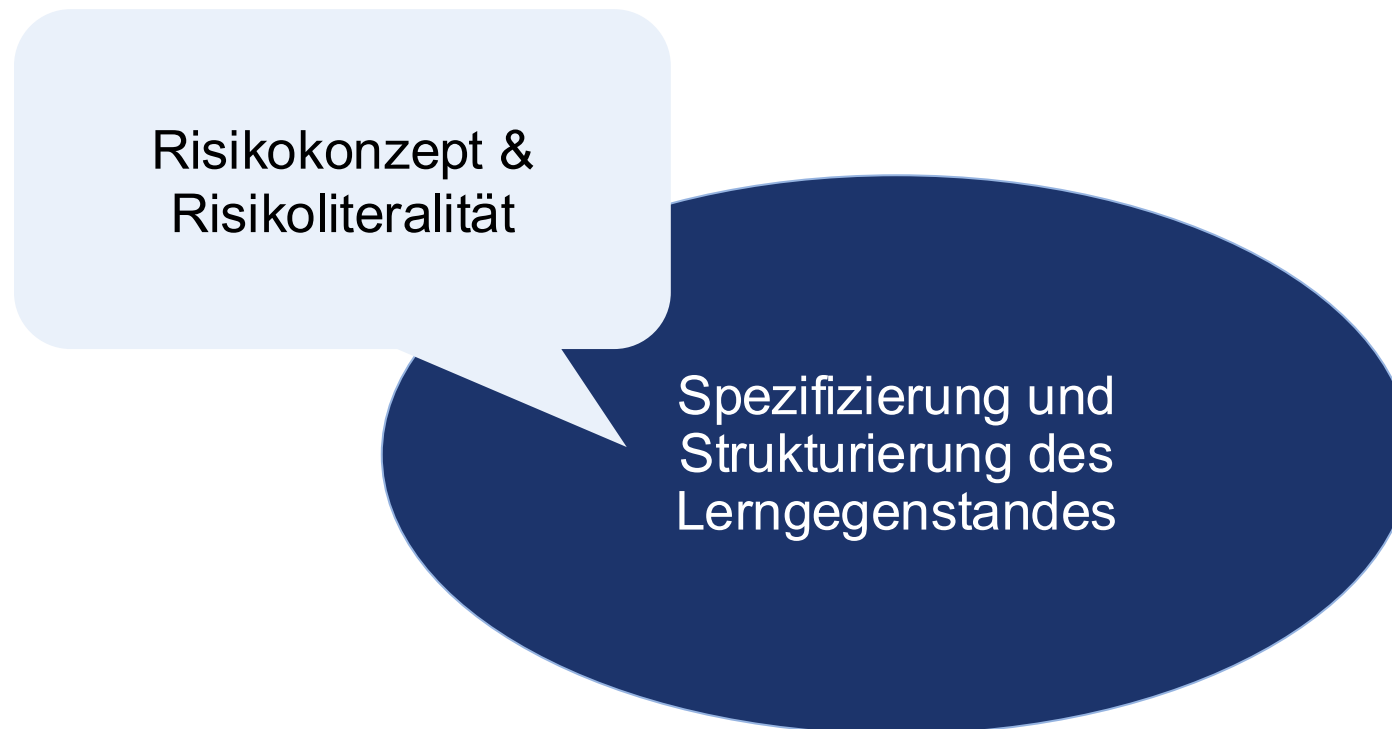 Risikokonzept &
Risikoliteralität
Spezifizierung und
Strukturierung des
Lerngegenstandes